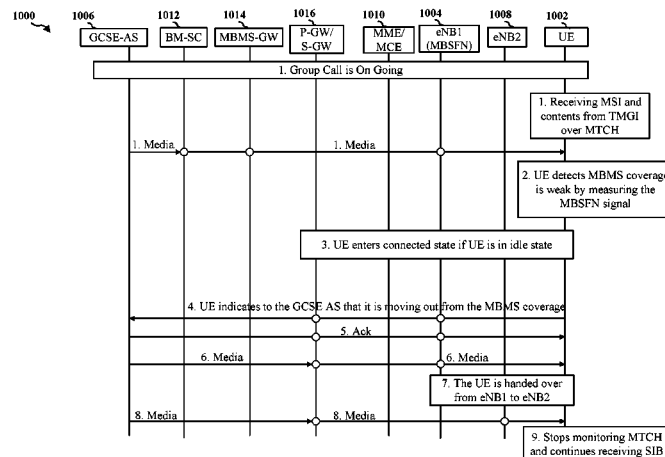 1000
1006
1012
1014
1016
1010
1004
1008
1002
GCSE-AS
BM-SC
MBMS-GW
P-GW/
S-GW
MME/
MCE
eNB1
(MBSFN)
eNB2
UE
1. Group Call is On Going
1. Receiving MSI and
contents from TMGI
over MTCH
1. Media
1. Media
2. UE detects MBMS coverage
is weak by measuring the
MBSFN signal
3. UE enters connected state if UE is in idle state
4. UE indicates to the GCSE AS that it is moving out from the MBMS coverage
5. Ack
6. Media
6. Media
7. The UE is handed over
from eNB1 to eNB2
8. Media
8. Media
9. Stops monitoring MTCH
and continues receiving SIB